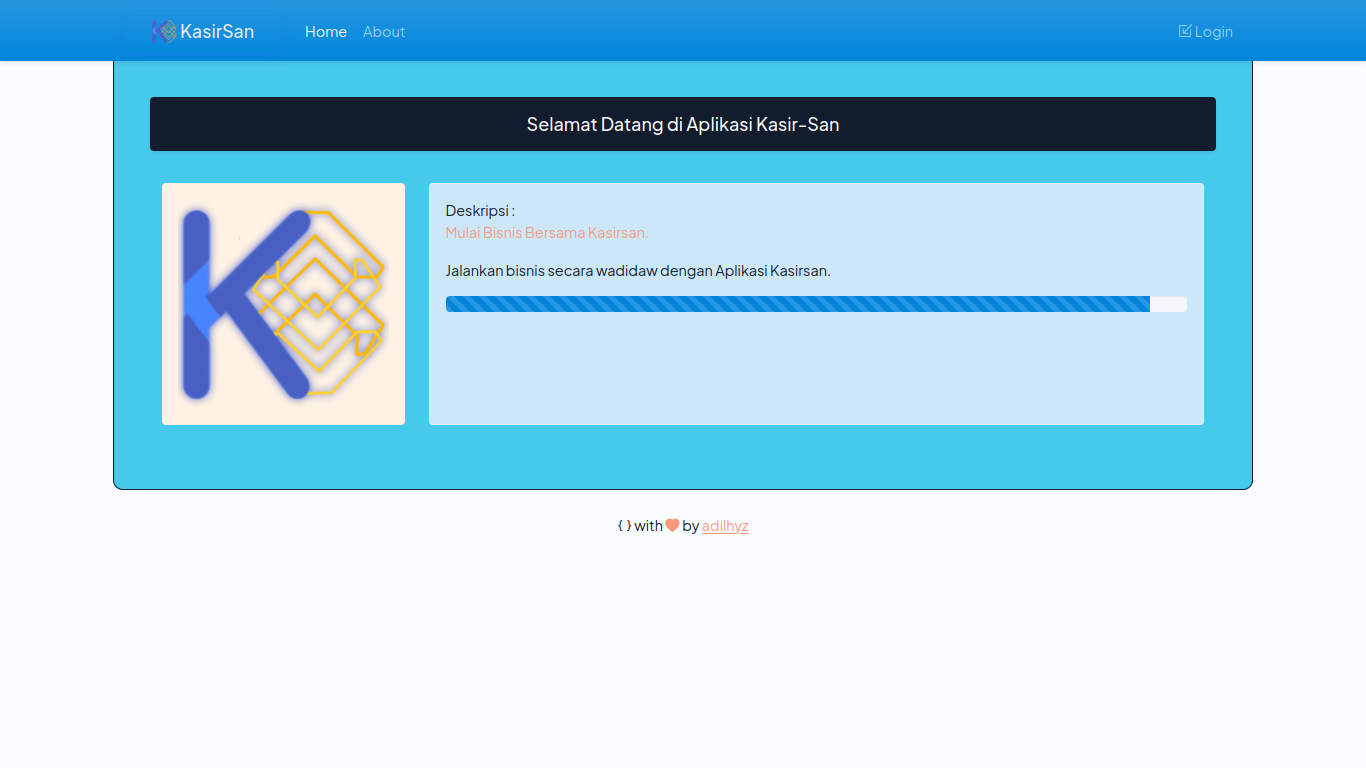 KasirSan
Home
About
Login
Selamat Datang di Aplikasi Kasir-San
Deskripsi :
Mulai Bisnis Bersama Kasirsan.
Jalankan bisnis secara wadidaw dengan Aplikasi Kasirsan.
{ } with by adilhyz